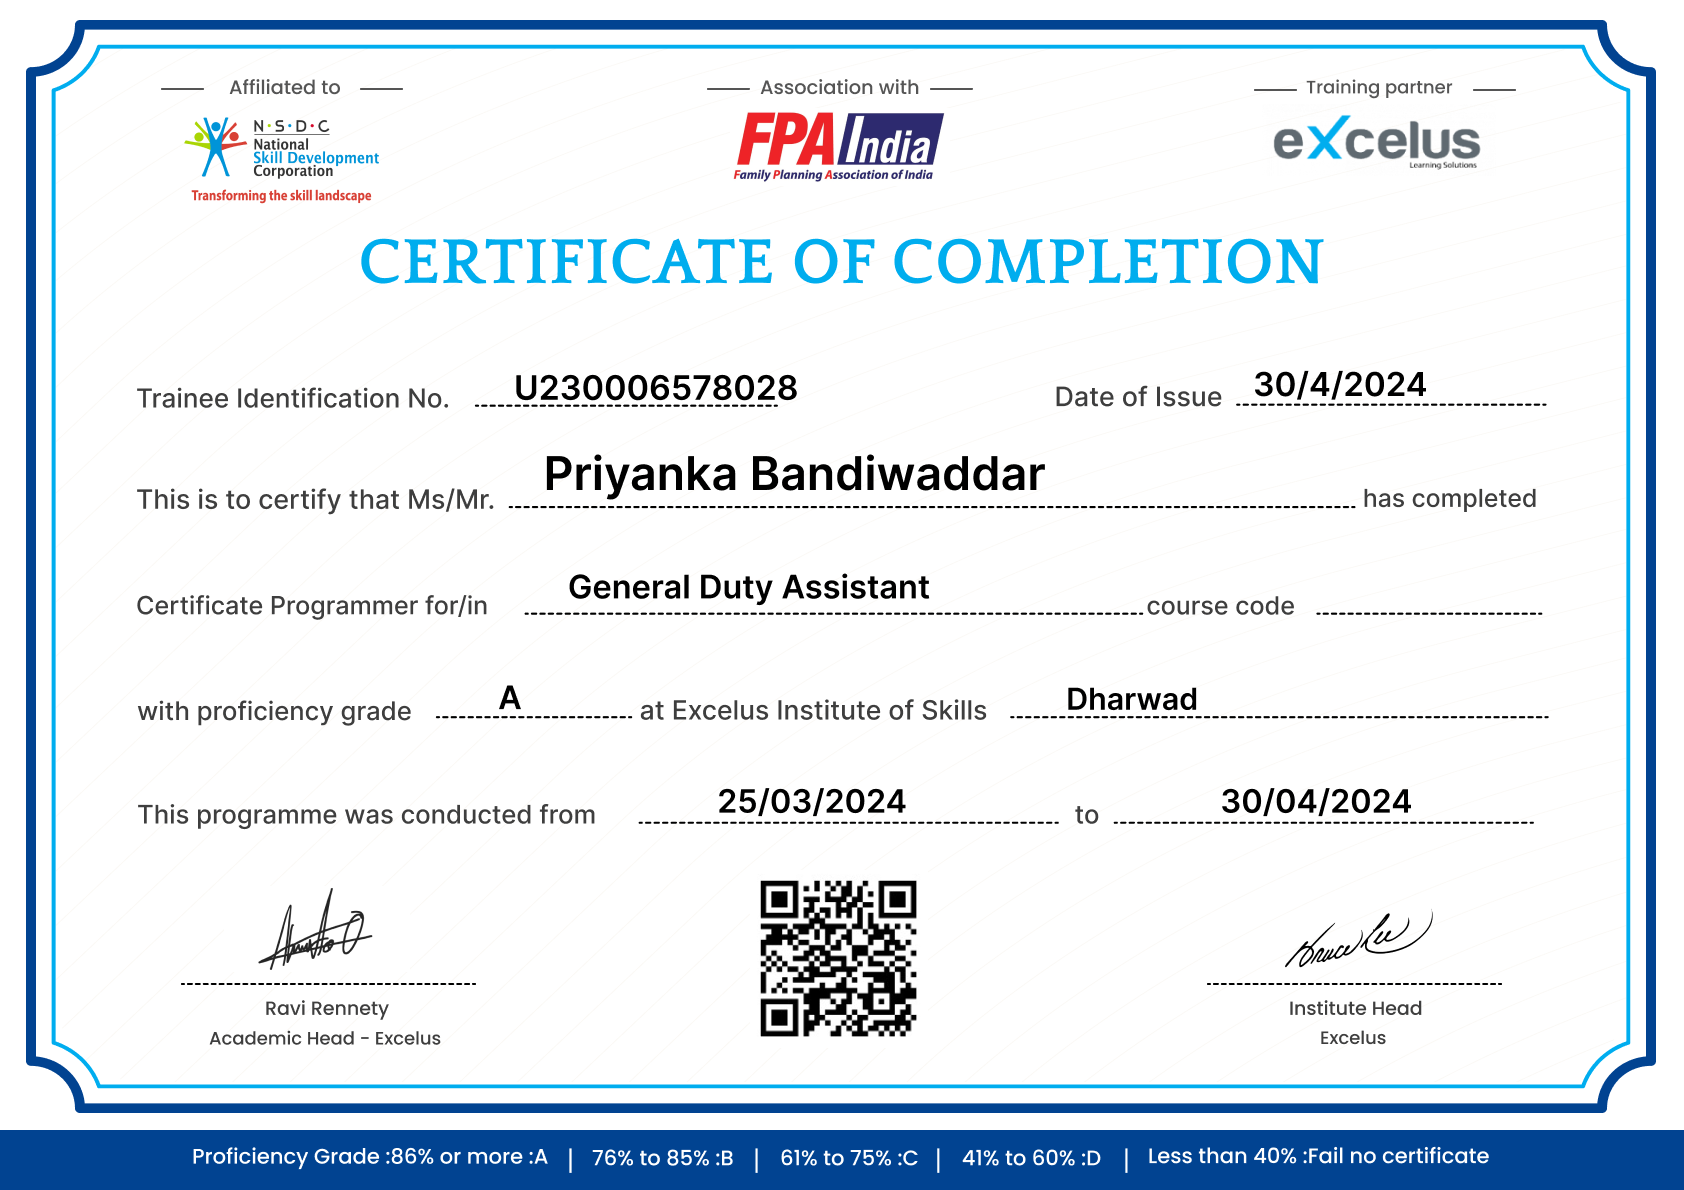 Affiliated to
Association with
Training partner
N·S·D·C
National
Skill Development
Corporation
Transforming the skill landscape
FPA India
Family Planning Association of India
excelus
Learning Solutions
CERTIFICATE OF COMPLETION
Trainee Identification No. U230006578028 Date of Issue 30/4/2024
This is to certify that Ms/Mr. Priyanka Bandiwaddar has completed
Certificate Programmer for/in General Duty Assistant course code
with proficiency grade A at Excelus Institute of Skills Dharwad
This programme was conducted from 25/03/2024 to 30/04/2024
Bruce Lee
Ravi Rennety
Academic Head - Excelus
Institute Head
Excelus
Proficiency Grade :86% or more :A | 76% to 85% :B | 61% to 75% :C | 41% to 60% :D | Less than 40% :Fail no certificate